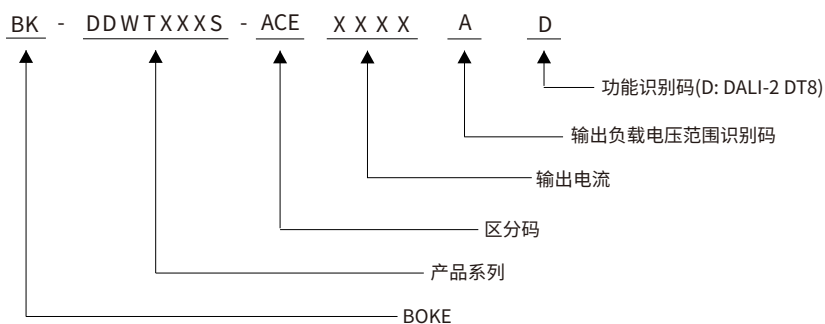 BK - DDWTXXXS - ACE XXXX A D
功能识别码(D: DALI-2 DT8)
输出负载电压范围识别码
输出电流
区分码
产品系列
BOKE